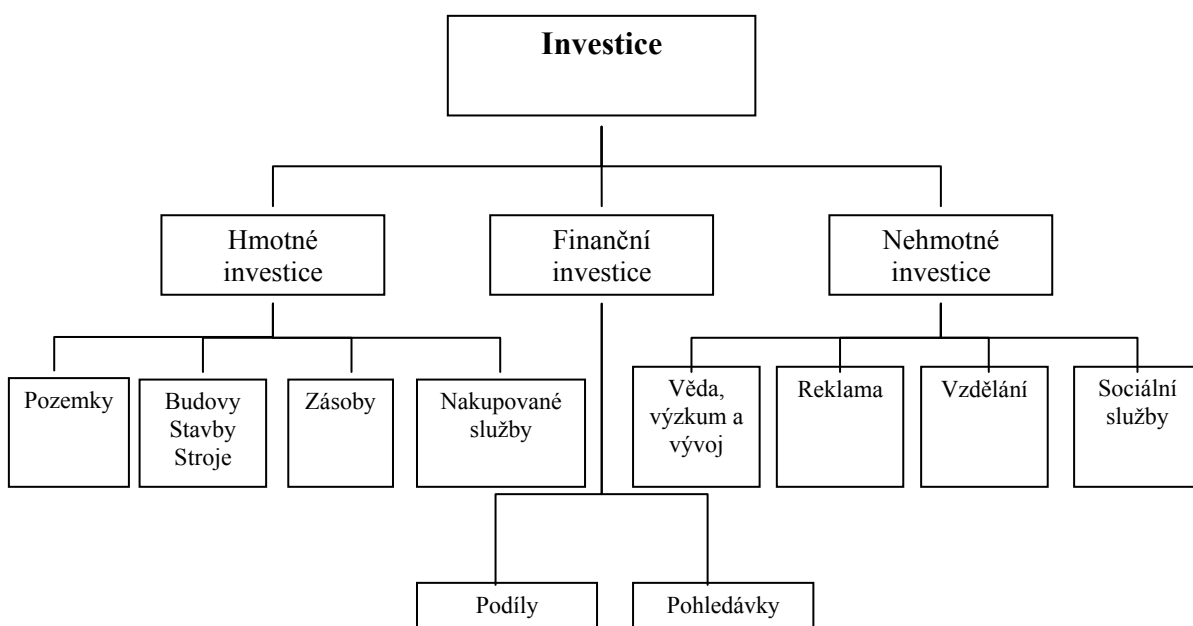 Investice
Hmotné
investice
Finanční
investice
Nehmotné
investice
Pozemky
Budovy
Stavby
Stroje
Zásoby
Nakupované
služby
Věda,
výzkum a
vývoj
Reklama
Vzdělání
Sociální
služby
Podíly
Pohledávky